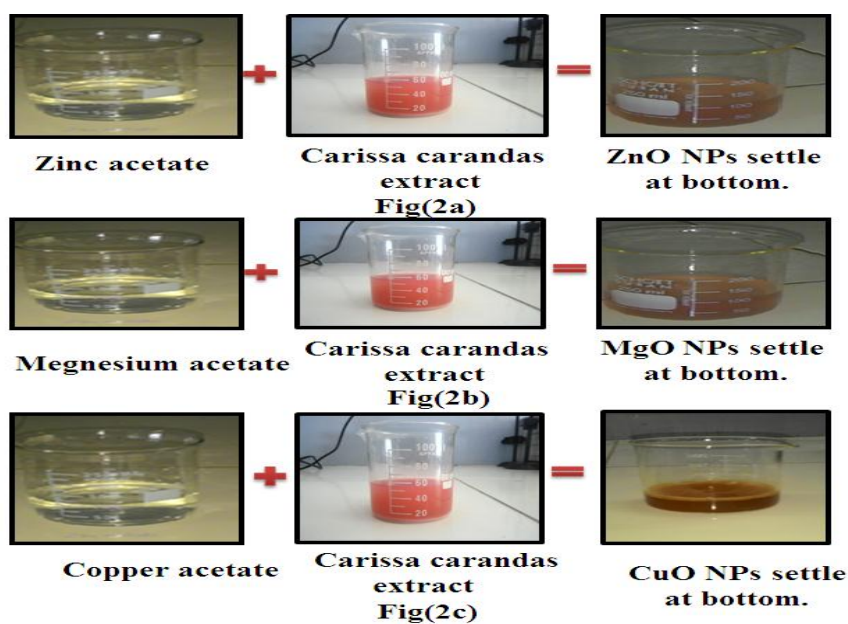 Zinc acetate
+
Carissa carandas
extract
Fig(2a)
=
ZnO NPs settle
at bottom.
Megnesium acetate
+
Carissa carandas
extract
Fig(2b)
=
MgO NPs settle
at bottom.
Copper acetate
+
Carissa carandas
extract
Fig(2c)
=
CuO NPs settle
at bottom.